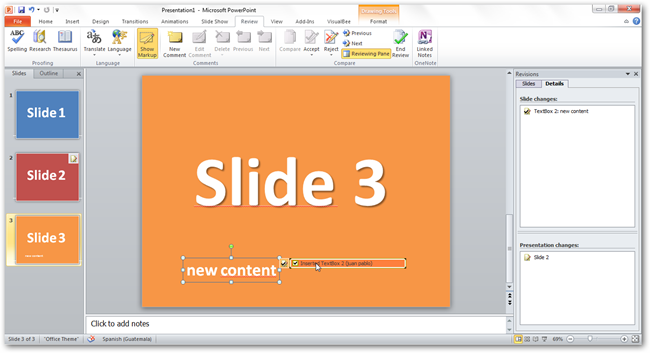 Presentation1 - Microsoft PowerPoint
Drawing Tools
File Home Insert Design Transitions Animations Slide Show Review View Add-Ins VisualBee Format
Spelling Research Thesaurus
Proofing
Translate Language
Language
Show Markup New Comment Edit Comment Delete Previous Next
Comments
Compare Accept Reject Previous Next Reviewing Pane End Review
Compare
Linked Notes
OneNote
Slides Outline
1
Slide 1
2
Slide 2
3
Slide 3
new content
Slide 3
new content
Inserted TextBox 2 (juan pablo)
Click to add notes
Revisions
Slides Details
Slide changes:
TextBox 2: new content
Presentation changes:
Slide 2
Slide 3 of 3 "Office Theme" Spanish (Guatemala) 69%